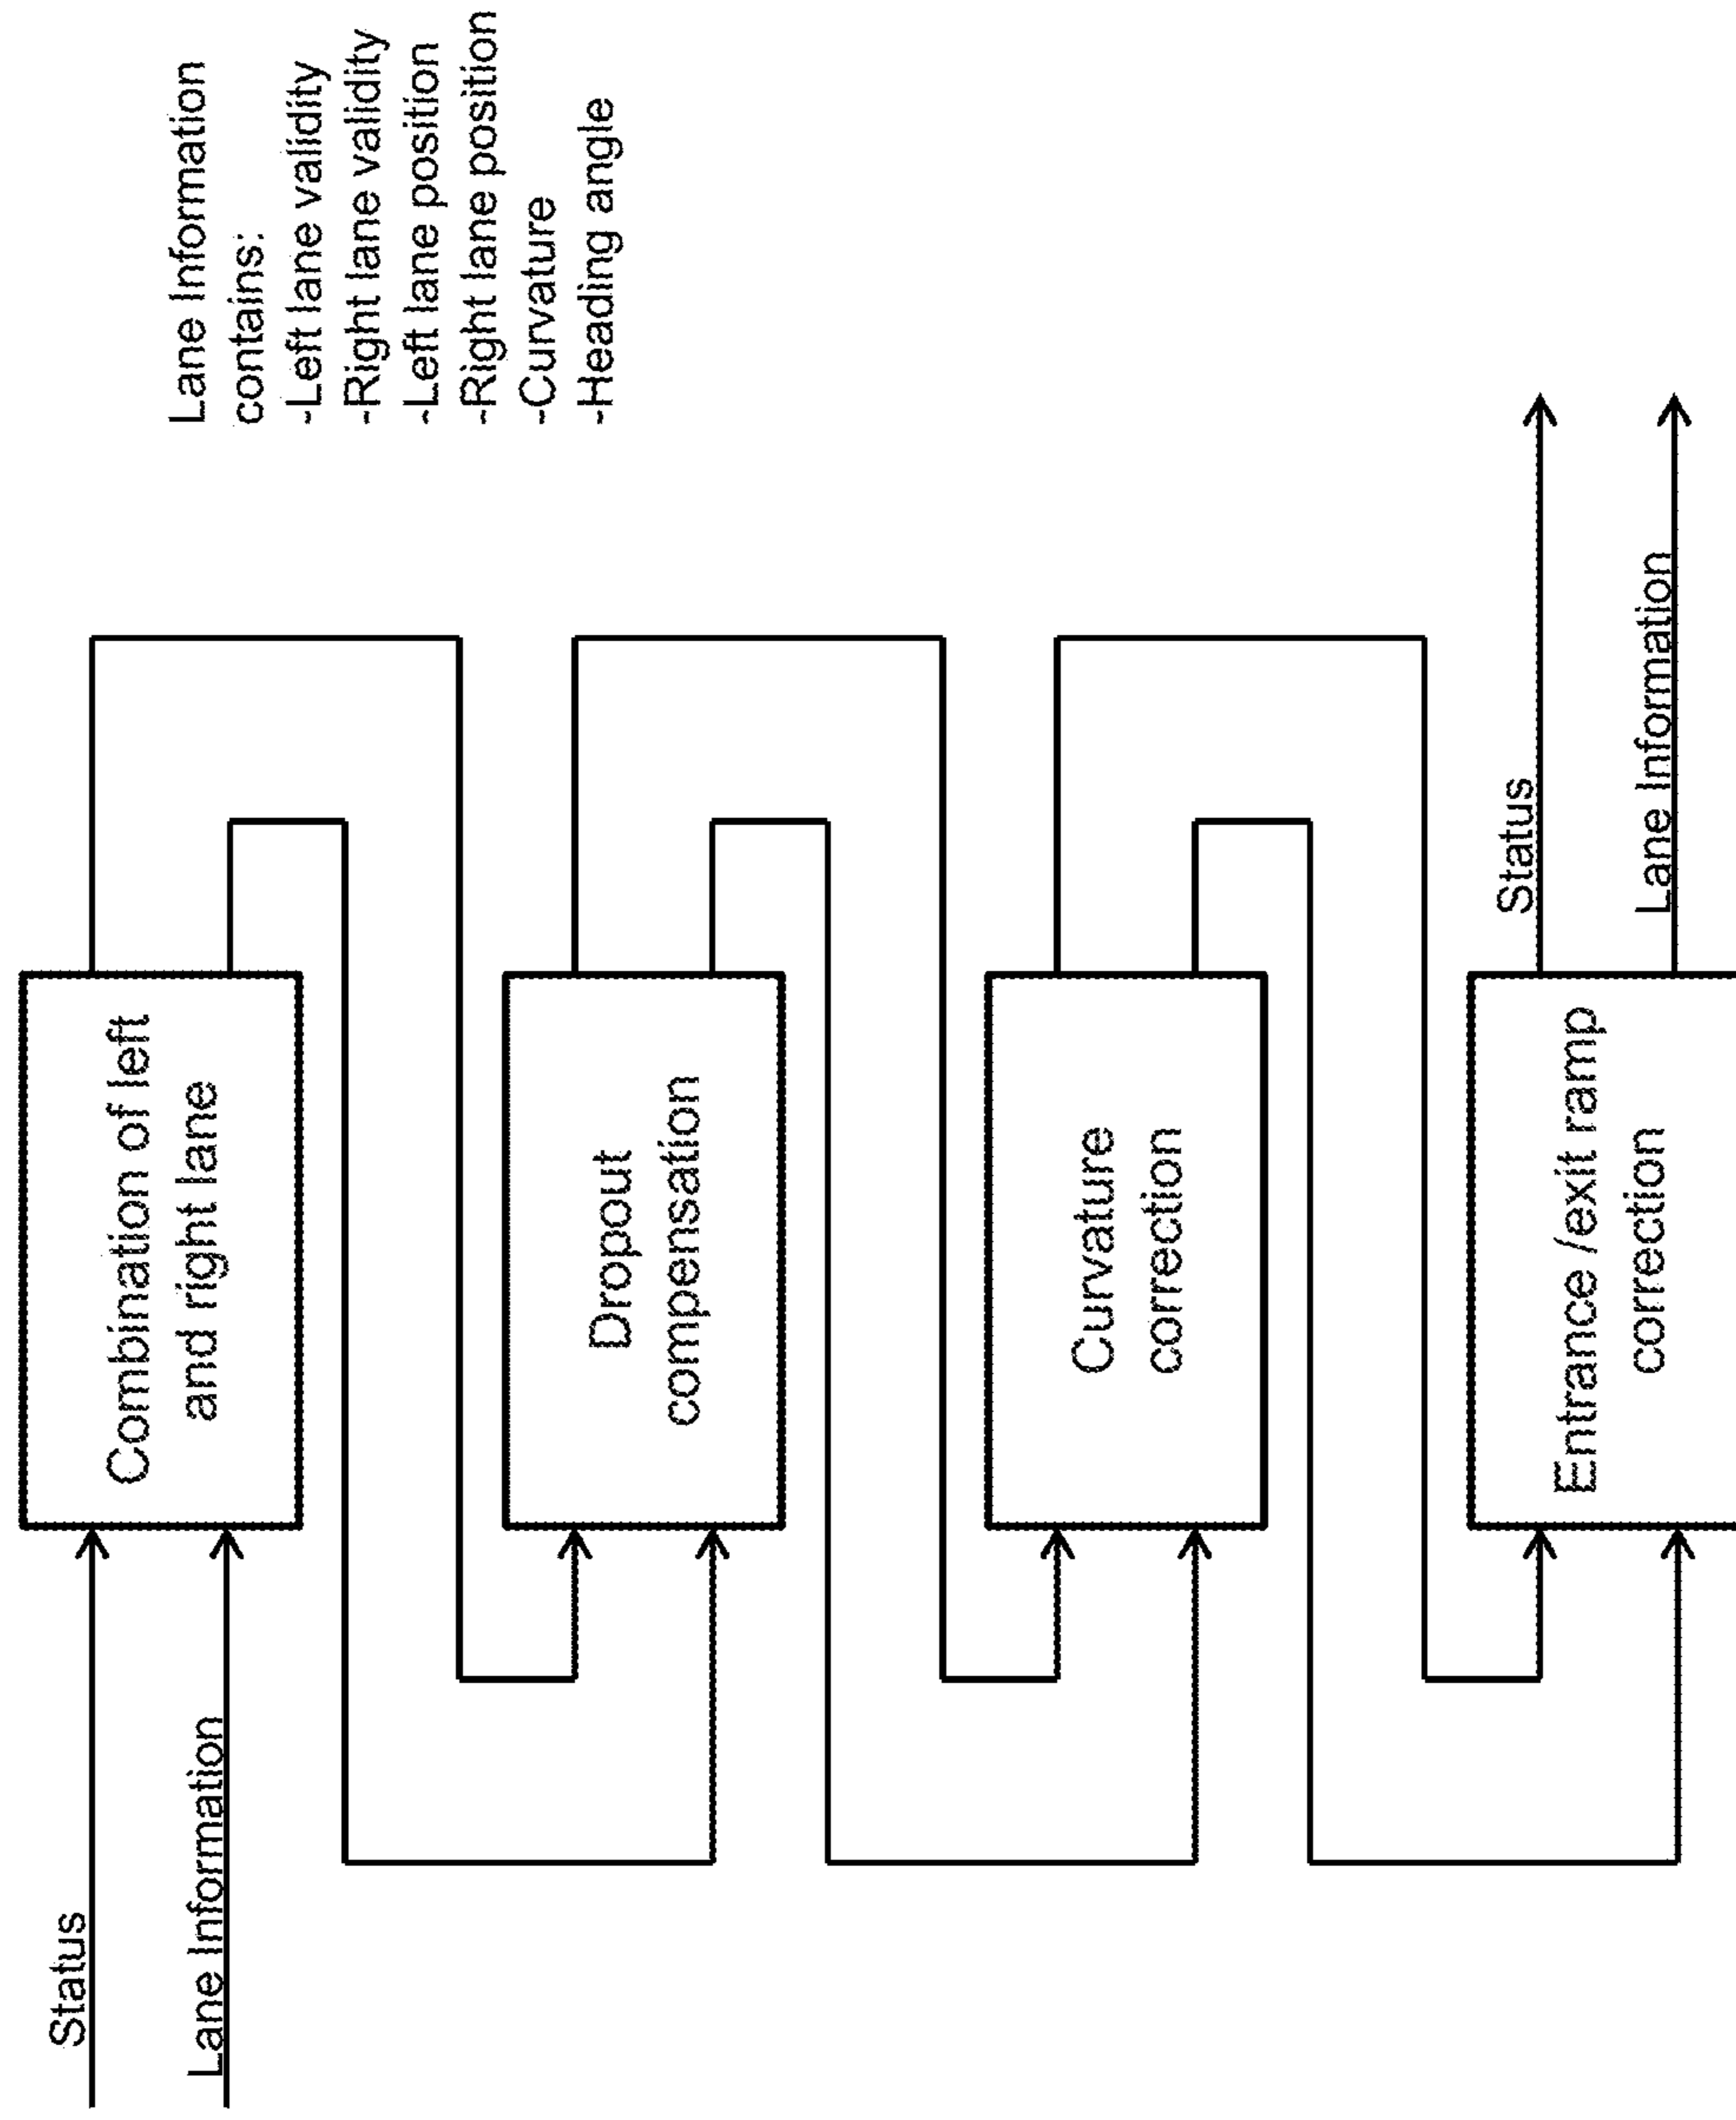 Status
Lane Information
Combination of left
and right lane
Lane Information
contains:
-Left lane validity
-Right lane validity
-Left lane position
-Right lane position
-Curvature
-Heading angle
Dropout
compensation
Curvature
correction
Entrance /exit ramp
correction
Status
Lane Information